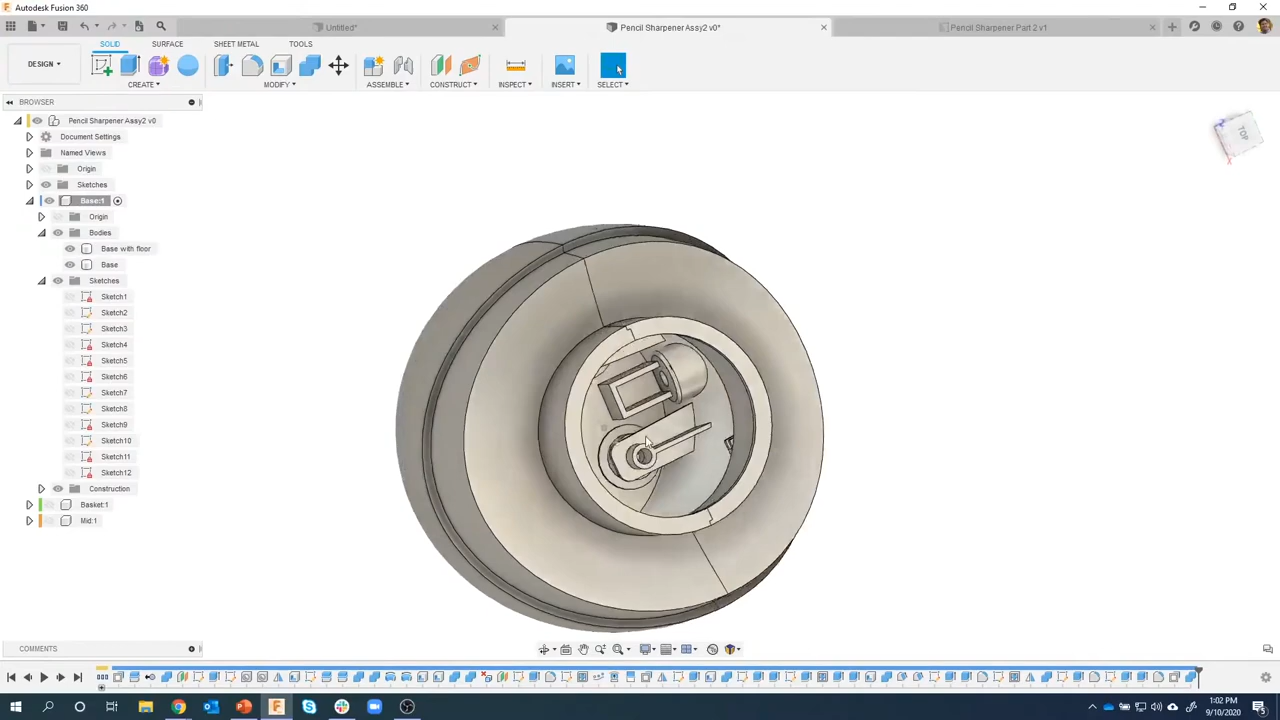 Autodesk Fusion 360
Untitled*
Pencil Sharpener Assy2 v0*
Pencil Sharpener Part 2 v1
SOLID
SURFACE
SHEET METAL
TOOLS
DESIGN
CREATE
MODIFY
ASSEMBLE
CONSTRUCT
INSPECT
INSERT
SELECT
BROWSER
Pencil Sharpener Assy2 v0
Document Settings
Named Views
Origin
Sketches
Base:1
Origin
Bodies
Base with floor
Base
Sketches
Sketch1
Sketch2
Sketch3
Sketch4
Sketch5
Sketch6
Sketch7
Sketch8
Sketch9
Sketch10
Sketch11
Sketch12
Construction
Basket:1
Mid:1
TOP
COMMENTS
1:02 PM
9/10/2020